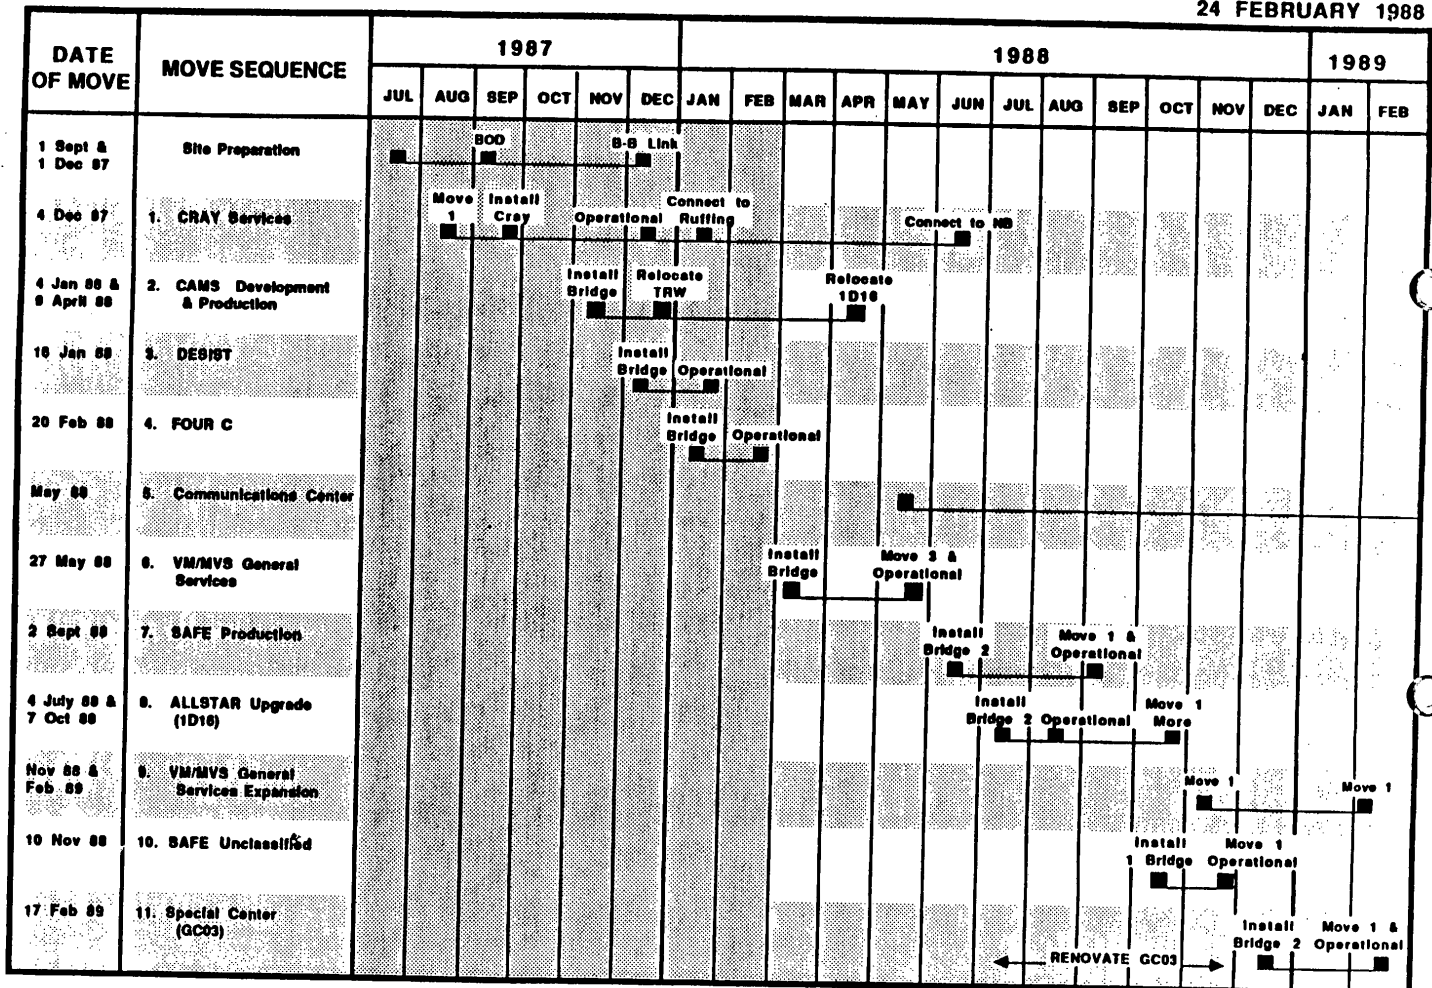 24 FEBRUARY 1988
DATE OF MOVE
MOVE SEQUENCE
1987
1988
1989
JUL AUG SEP OCT NOV DEC JAN FEB MAR APR MAY JUN JUL AUG SEP OCT NOV DEC JAN FEB
1 Sept & 1 Dec 87
Site Preparation
BOD
B-B Link
4 Dec 87
1. CRAY Services
Move 1
Install Cray
Operational
Connect to Ruffing
Connect to NB
4 Jan 88 & 9 April 88
2. CAMS Development & Production
Install Bridge
Relocate TRW
Relocate 1D16
16 Jan 88
3. DESIST
Install Bridge
Operational
20 Feb 88
4. FOUR C
Install Bridge
Operational
May 88
5. Communications Center
27 May 88
6. VM/MVS General Services
Install Bridge
Move 3 & Operational
2 Sept 88
7. SAFE Production
Install Bridge 2
Move 1 & Operational
4 July 88 & 7 Oct 88
8. ALLSTAR Upgrade (1D16)
Install Bridge 2
Operational
Move 1 More
Nov 88 & Feb 89
9. VM/MVS General Services Expansion
Move 1
Move 1
10 Nov 88
10. SAFE Unclassified
Install 1 Bridge
Move 1 Operational
17 Feb 89
11. Special Center (GC03)
RENOVATE GC03
Install Bridge 2
Move 1 & Operational